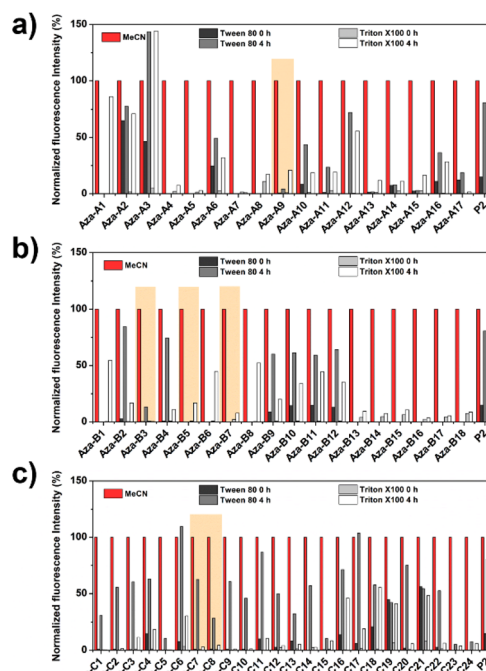 a)
Normalized fluorescence Intensity (%)
150
100
50
0
MeCN
Tween 80 0 h
Tween 80 4 h
Triton X100 0 h
Triton X100 4 h
Aza-A1
Aza-A2
Aza-A3
Aza-A4
Aza-A5
Aza-A6
Aza-A7
Aza-A8
Aza-A9
Aza-A10
Aza-A11
Aza-A12
Aza-A13
Aza-A14
Aza-A15
Aza-A16
Aza-A17
P2
b)
Normalized fluorescence Intensity (%)
150
100
50
0
MeCN
Tween 80 0 h
Tween 80 4 h
Triton X100 0 h
Triton X100 4 h
Aza-B1
Aza-B2
Aza-B3
Aza-B4
Aza-B5
Aza-B6
Aza-B7
Aza-B8
Aza-B9
Aza-B10
Aza-B11
Aza-B12
Aza-B13
Aza-B14
Aza-B15
Aza-B16
Aza-B17
Aza-B18
P2
c)
Normalized fluorescence Intensity (%)
150
100
50
0
MeCN
Tween 80 0 h
Tween 80 4 h
Triton X100 0 h
Triton X100 4 h
-C1
-C2
-C3
-C4
-C5
-C6
-C7
-C8
-C9
C10
C11
C12
C13
C14
C15
C16
C17
C18
C19
C20
C21
C22
C23
C24
P2